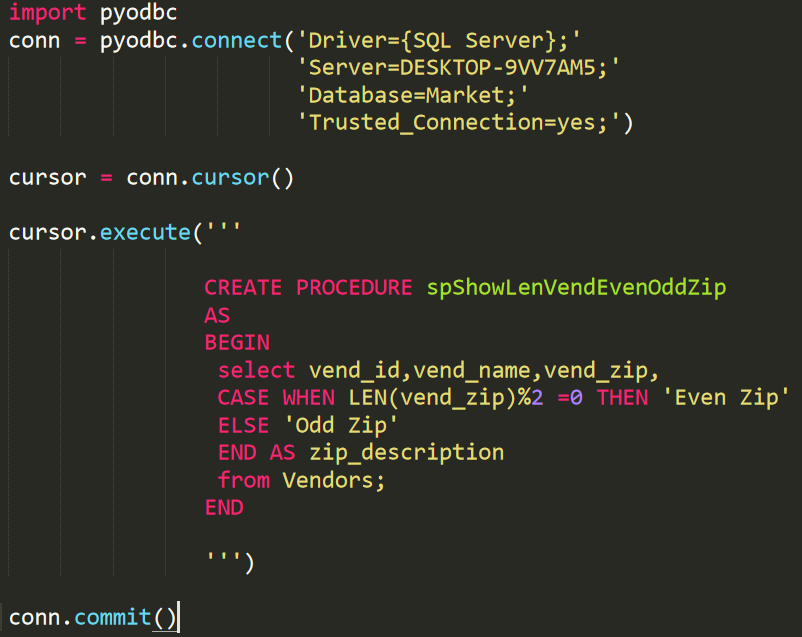 import pyodbc
conn = pyodbc.connect('Driver={SQL Server};'
'Server=DESKTOP-9VV7AM5;'
'Database=Market;'
'Trusted_Connection=yes;')
cursor = conn.cursor()
cursor.execute('''
CREATE PROCEDURE spShowLenVendEvenOddZip
AS
BEGIN
select vend_id,vend_name,vend_zip,
CASE WHEN LEN(vend_zip)%2 =0 THEN 'Even Zip'
ELSE 'Odd Zip'
END AS zip_description
from Vendors;
END
''')
conn.commit()